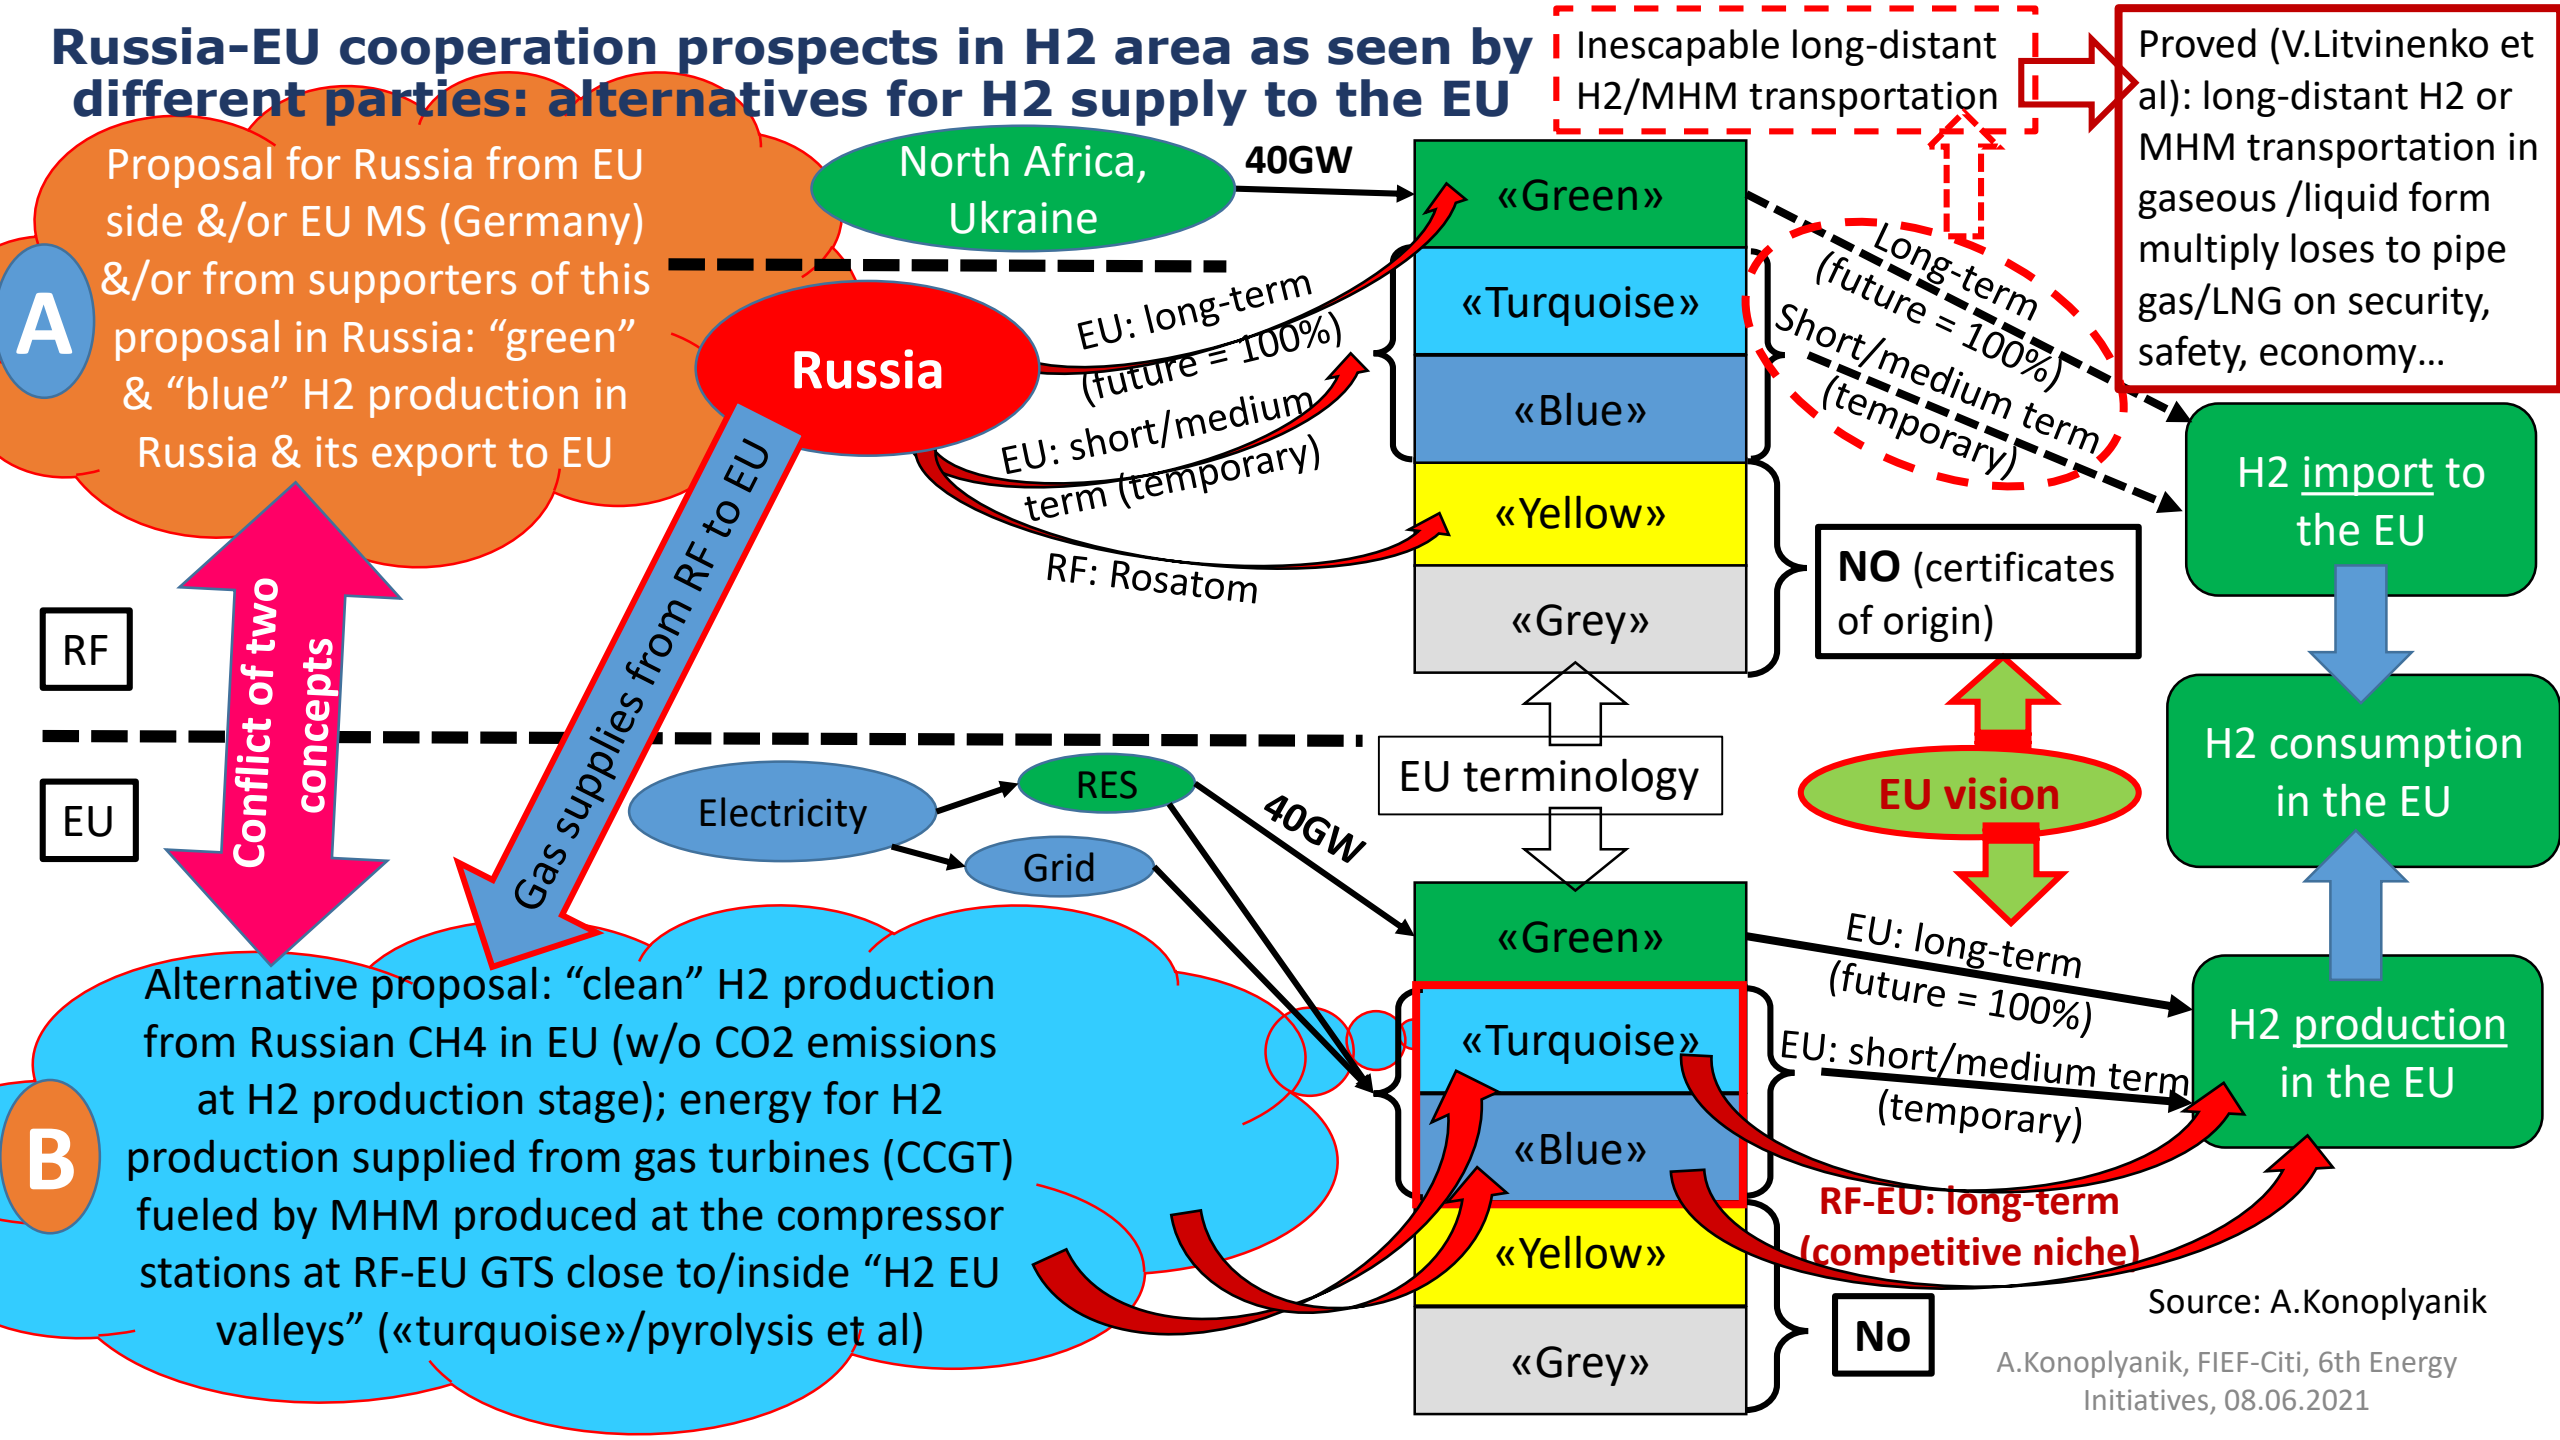 Russia-EU cooperation prospects in H2 area as seen by
different parties: alternatives for H2 supply to the EU
Inescapable long-distant
H2/MHM transportation
Proved (V.Litvinenko et
al): long-distant H2 or
MHM transportation in
gaseous /liquid form
multiply loses to pipe
gas/LNG on security,
safety, economy...
A
Proposal for Russia from EU
side &/or EU MS (Germany)
&/or from supporters of this
proposal in Russia: “green”
& “blue” H2 production in
Russia & its export to EU
North Africa,
Ukraine
40GW
Russia
EU: long-term
(future = 100%)
EU: short/medium
term (temporary)
RF: Rosatom
«Green»
«Turquoise»
«Blue»
«Yellow»
«Grey»
Long-term
(future = 100%)
Short/medium term
(temporary)
NO (certificates
of origin)
H2 import to
the EU
RF
EU
Conflict of two
concepts
Gas supplies from RF to EU
Electricity
RES
Grid
40GW
EU terminology
EU vision
H2 consumption
in the EU
B
Alternative proposal: “clean” H2 production
from Russian CH4 in EU (w/o CO2 emissions
at H2 production stage); energy for H2
production supplied from gas turbines (CCGT)
fueled by MHM produced at the compressor
stations at RF-EU GTS close to/inside “H2 EU
valleys” («turquoise»/pyrolysis et al)
«Green»
«Turquoise»
«Blue»
«Yellow»
«Grey»
EU: long-term
(future = 100%)
EU: short/medium term
(temporary)
H2 production
in the EU
RF-EU: long-term
(competitive niche)
No
Source: A.Konoplyanik
A.Konoplyanik, FIEF-Citi, 6th Energy
Initiatives, 08.06.2021